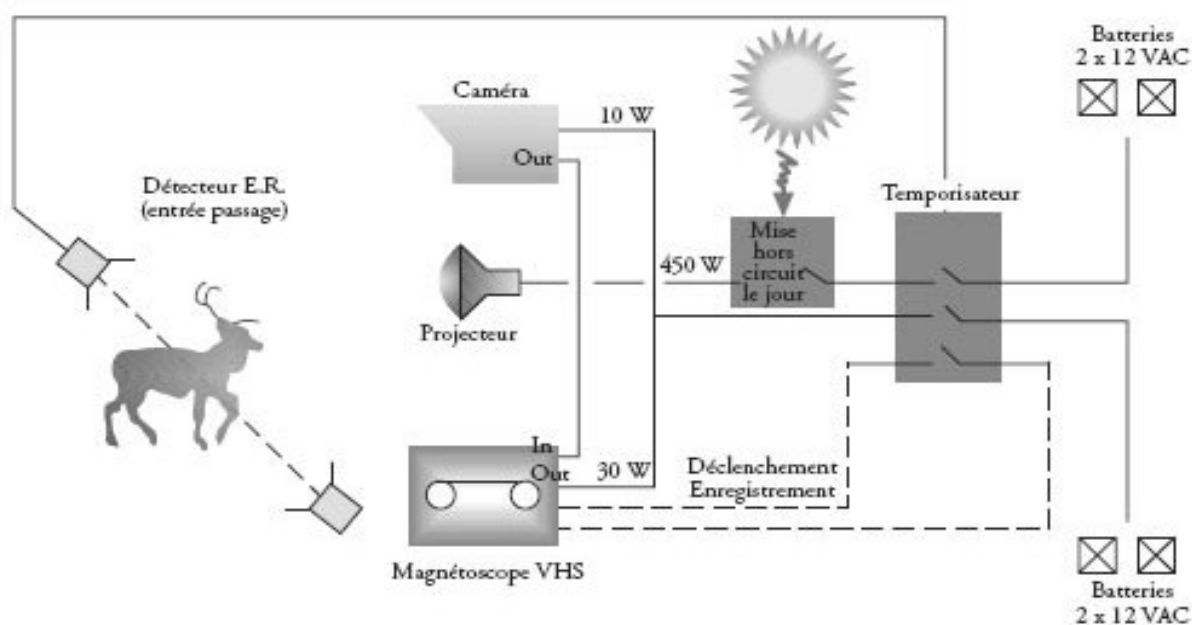 Batteries
2 x 12 VAC
Caméra
10 W
Out
Détecteur E.R.
(entrée passage)
Temporisateur
Mise
hors
circuit
le jour
450 W
Projecteur
In
Out
30 W
Déclenchement
Enregistrement
Magnétoscope VHS
Batteries
2 x 12 VAC